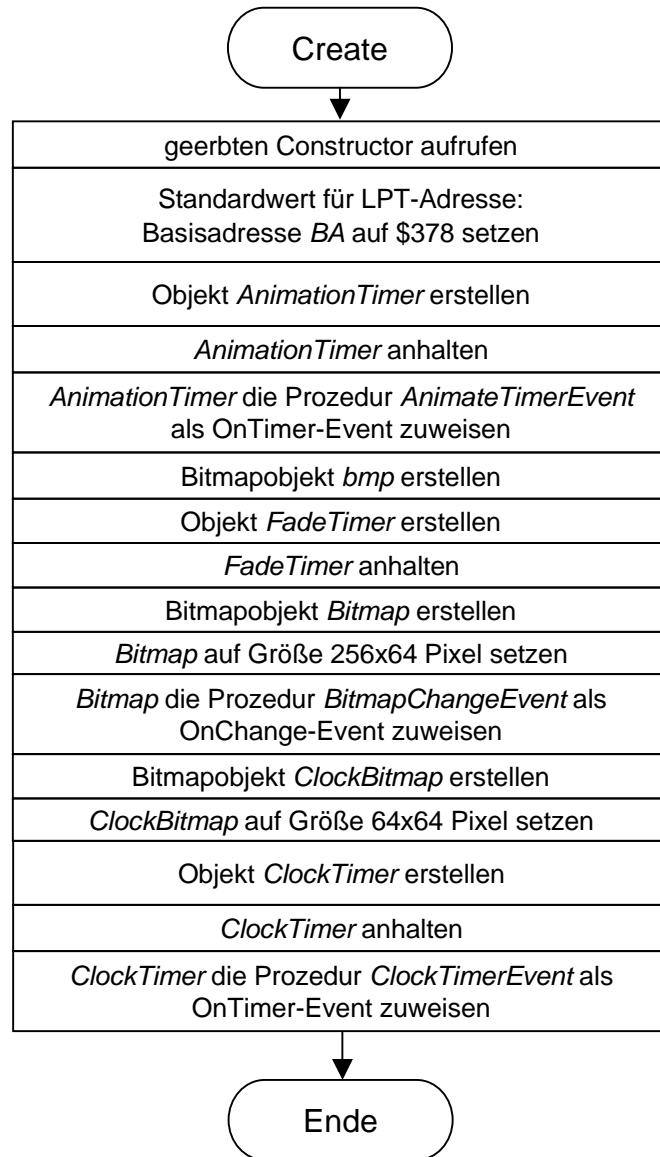 Create
geerbten Constructor aufrufen
Standardwert für LPT-Adresse:
Basisadresse BA auf $378 setzen
Objekt AnimationTimer erstellen
AnimationTimer anhalten
AnimationTimer die Prozedur AnimateTimerEvent
als OnTimer-Event zuweisen
Bitmapobjekt bmp erstellen
Objekt FadeTimer erstellen
FadeTimer anhalten
Bitmapobjekt Bitmap erstellen
Bitmap auf Größe 256x64 Pixel setzen
Bitmap die Prozedur BitmapChangeEvent als
OnChange-Event zuweisen
Bitmapobjekt ClockBitmap erstellen
ClockBitmap auf Größe 64x64 Pixel setzen
Objekt ClockTimer erstellen
ClockTimer anhalten
ClockTimer die Prozedur ClockTimerEvent als
OnTimer-Event zuweisen
Ende